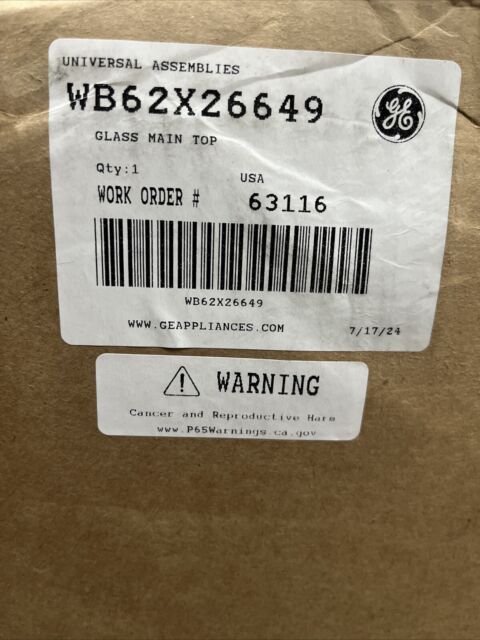 UNIVERSAL ASSEMBLIES
WB62X26649
GE
GLASS MAIN TOP
Qty:1
USA
WORK ORDER # 63116
WB62X26649
WWW.GEAPPLIANCES.COM 7/17/24
⚠ WARNING
Cancer and Reproductive Harm
www.P65Warnings.ca.gov